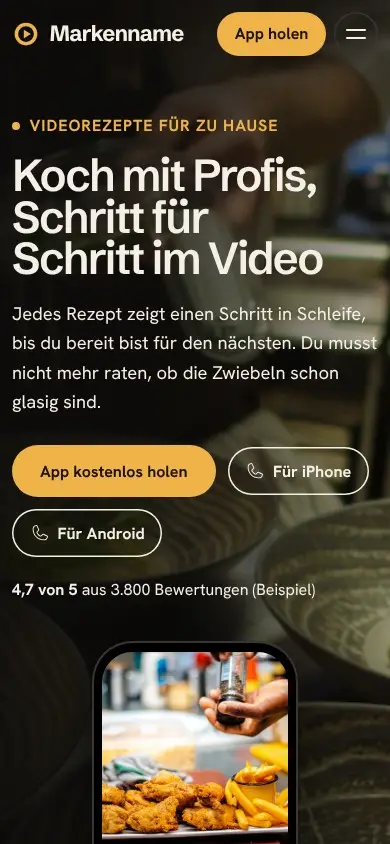 Markenname
App holen
VIDEOREZEPTE FÜR ZU HAUSE
Koch mit Profis,
Schritt für
Schritt im Video
Jedes Rezept zeigt einen Schritt in Schleife,
bis du bereit bist für den nächsten. Du musst
nicht mehr raten, ob die Zwiebeln schon
glasig sind.
App kostenlos holen
Für iPhone
Für Android
4,7 von 5 aus 3.800 Bewertungen (Beispiel)